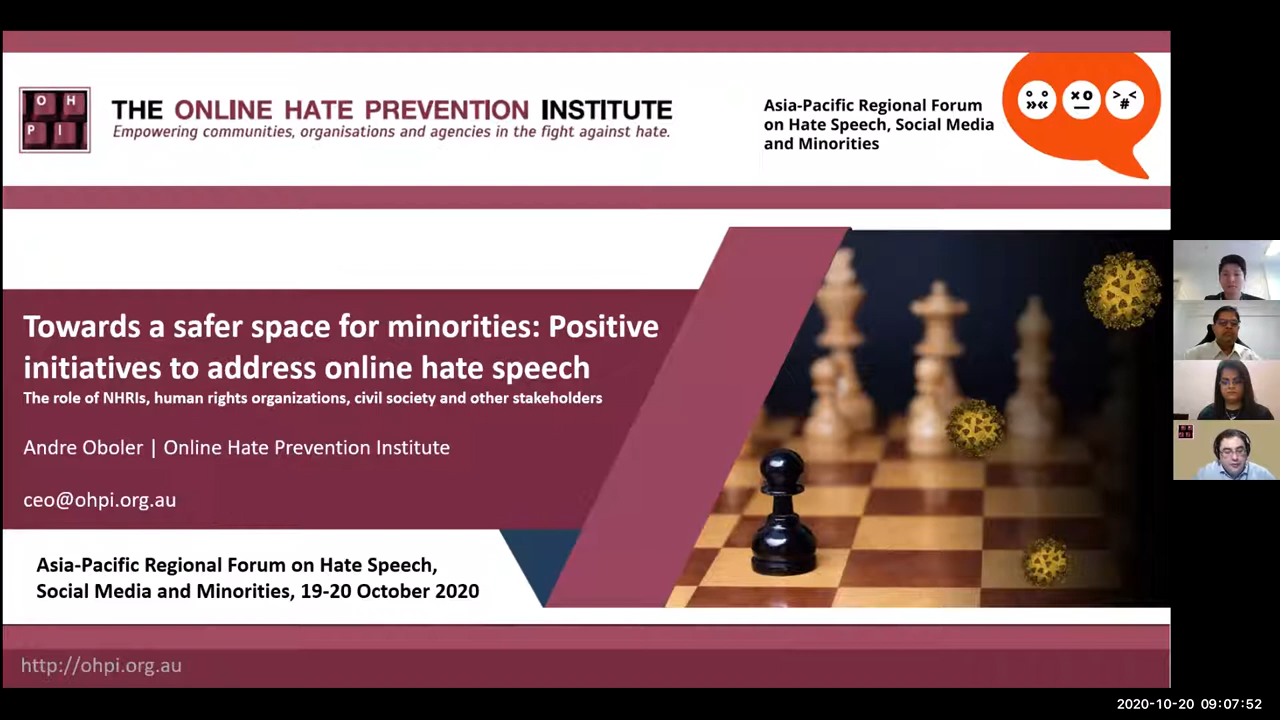 O H
P I
THE ONLINE HATE PREVENTION INSTITUTE
Empowering communities, organisations and agencies in the fight against hate.
Asia-Pacific Regional Forum
on Hate Speech, Social Media
and Minorities
Towards a safer space for minorities: Positive
initiatives to address online hate speech
The role of NHRIs, human rights organizations, civil society and other stakeholders
Andre Oboler | Online Hate Prevention Institute
ceo@ohpi.org.au
Asia-Pacific Regional Forum on Hate Speech,
Social Media and Minorities, 19-20 October 2020
http://ohpi.org.au
2020-10-20 09:07:52